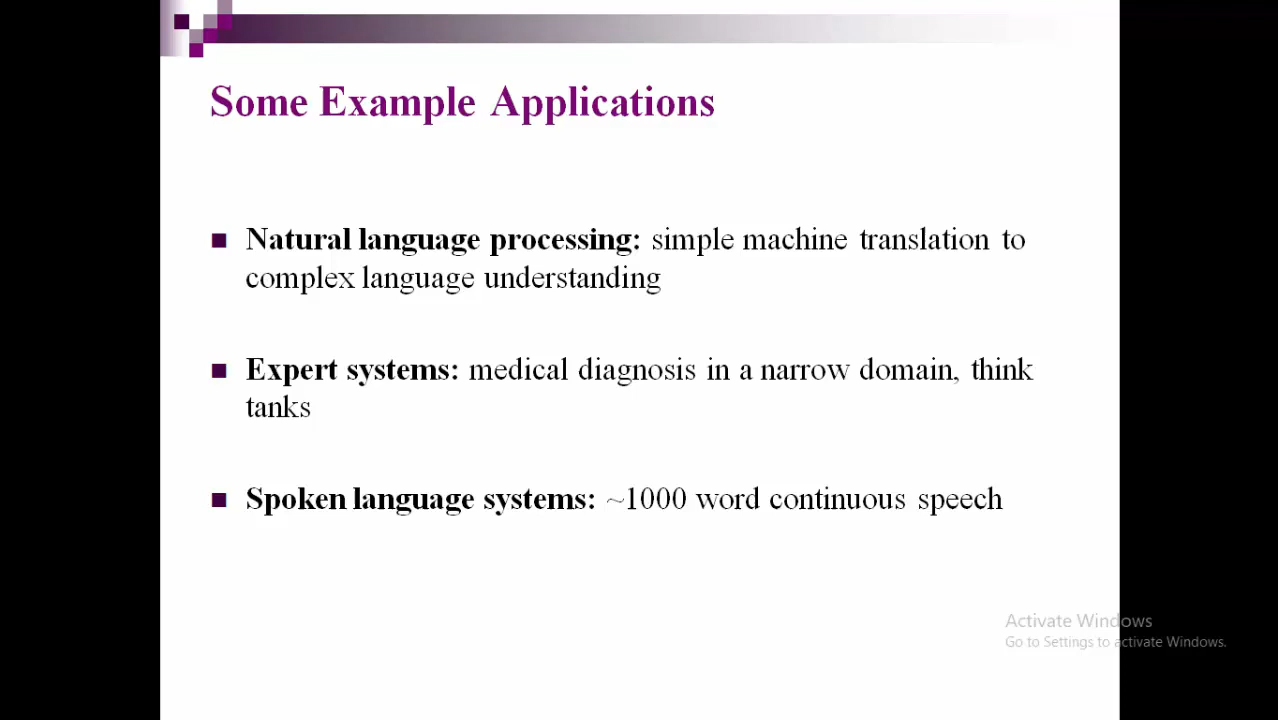 Some Example Applications
Natural language processing: simple machine translation to
complex language understanding
Expert systems: medical diagnosis in a narrow domain, think
tanks
Spoken language systems: ~1000 word continuous speech
Activate Windows
Go to Settings to activate Windows.